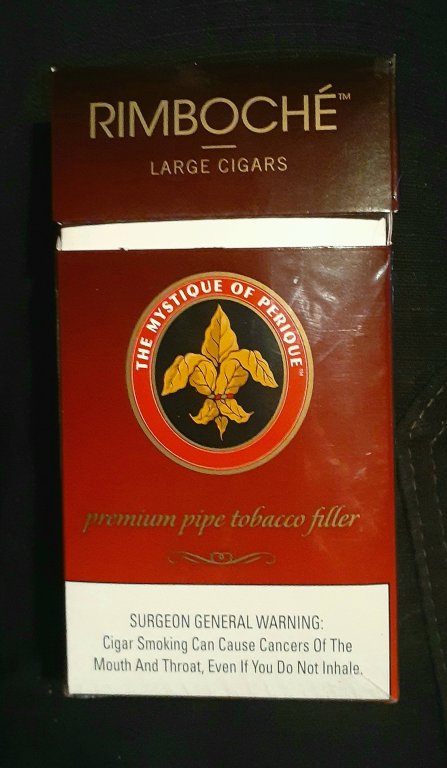 RIMBOCHÉ™
LARGE CIGARS
THE MYSTIQUE OF PERIQUE™
premium pipe tobacco filler
SURGEON GENERAL WARNING:
Cigar Smoking Can Cause Cancers Of The
Mouth And Throat, Even If You Do Not Inhale.